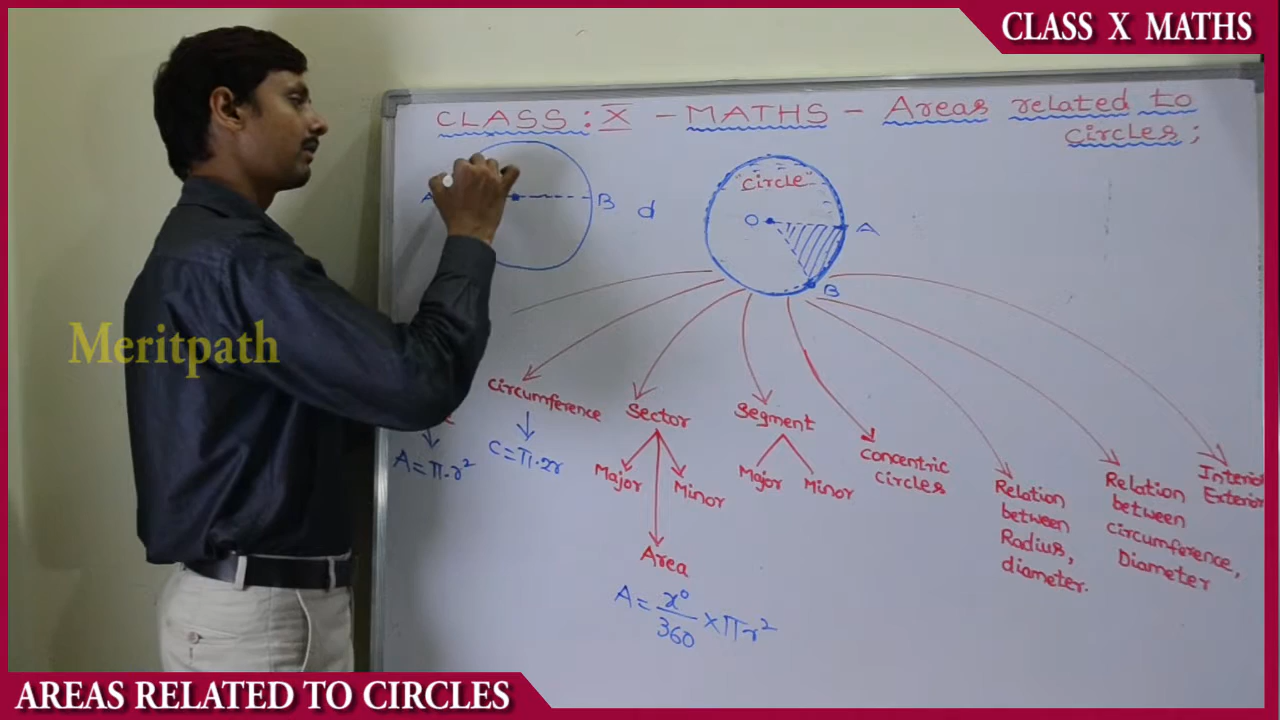 CLASS X MATHS
CLASS: X - MATHS - Areas related to
circles;
"circle"
A
B
d
O
A
B
Meritpath
circumference
Sector
Segment
concentric
circles
Relation
between
Radius,
diameter.
Relation
between
circumference,
Diameter
Interior
Exterior
A = π.r²
C = π.2r
Major
Minor
Major
Minor
Area
A = x°/360 × πr²
AREAS RELATED TO CIRCLES